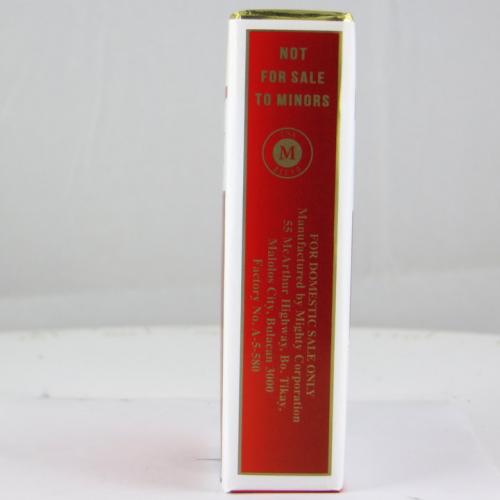 NOT
FOR SALE
TO MINORS
M
FOR DOMESTIC SALE ONLY
Manufactured by Mighty Corporation
55 McArthur Highway, Bo. Tikay,
Malolos City, Bulacan 3000
Factory No. A-5-580